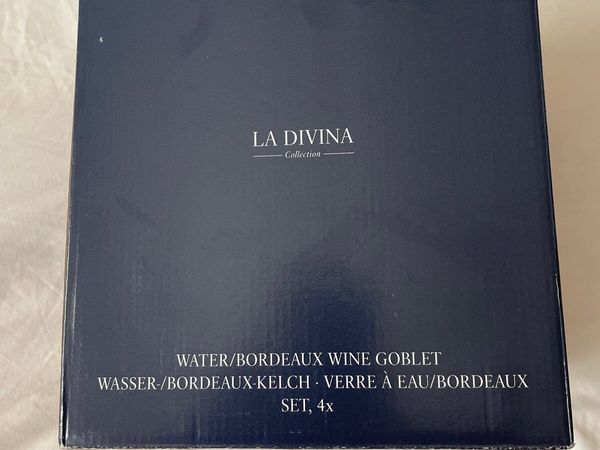 LA DIVINA
Collection
WATER/BORDEAUX WINE GOBLET
WASSER-/BORDEAUX-KELCH · VERRE À EAU/BORDEAUX
SET, 4x